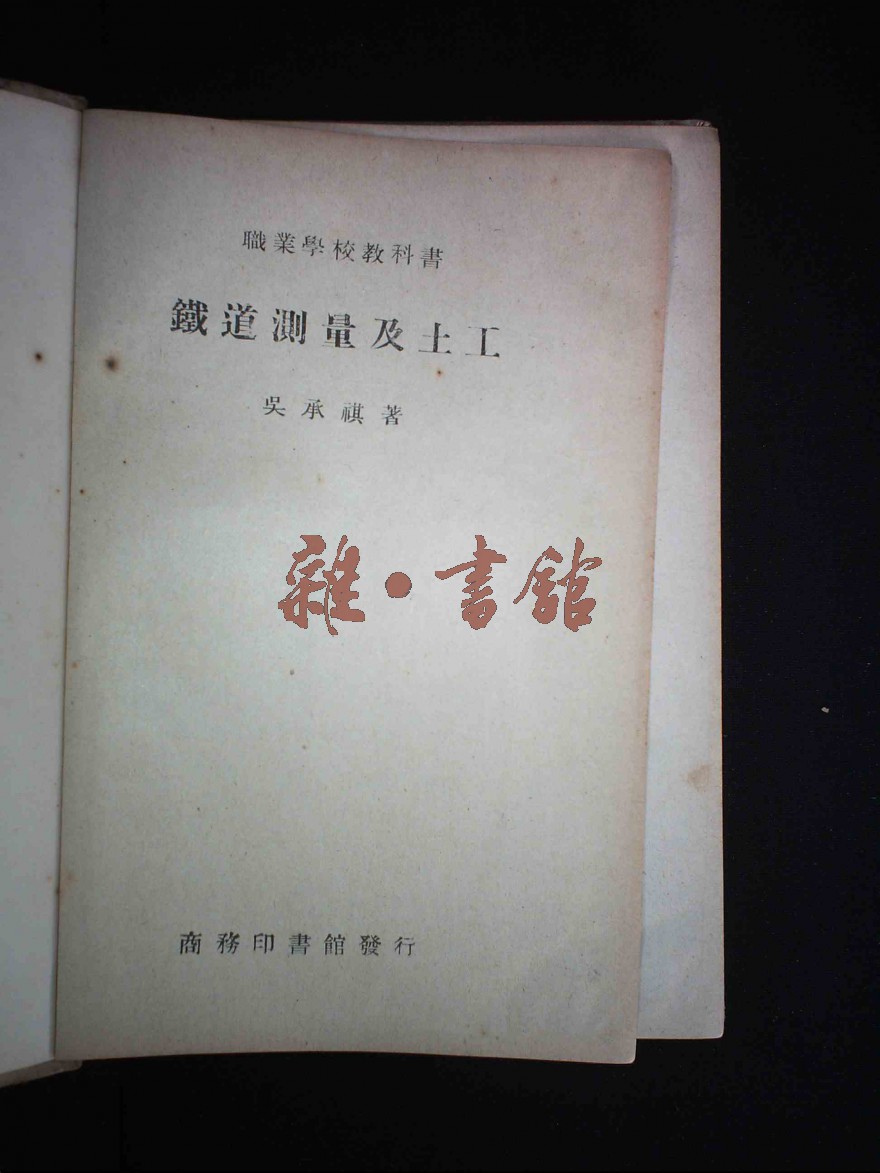 職業學校教科書
鐵道測量及土工
吳承祺著
雜·書館
商務印書館發行